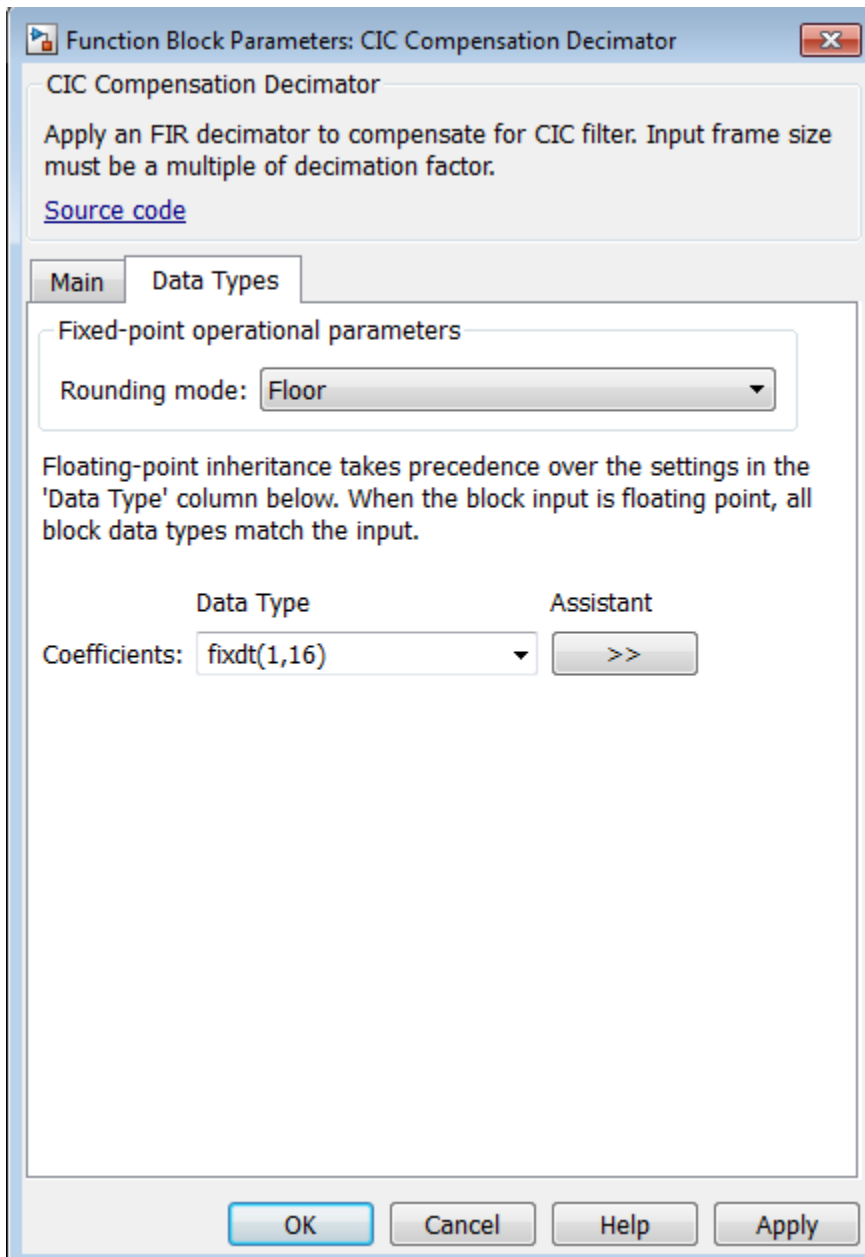 Function Block Parameters: CIC Compensation Decimator
CIC Compensation Decimator
Apply an FIR decimator to compensate for CIC filter. Input frame size
must be a multiple of decimation factor.
Source code
Main Data Types
Fixed-point operational parameters
Rounding mode: Floor
Floating-point inheritance takes precedence over the settings in the
'Data Type' column below. When the block input is floating point, all
block data types match the input.
Data Type Assistant
Coefficients: fixdt(1,16) >>
OK Cancel Help Apply